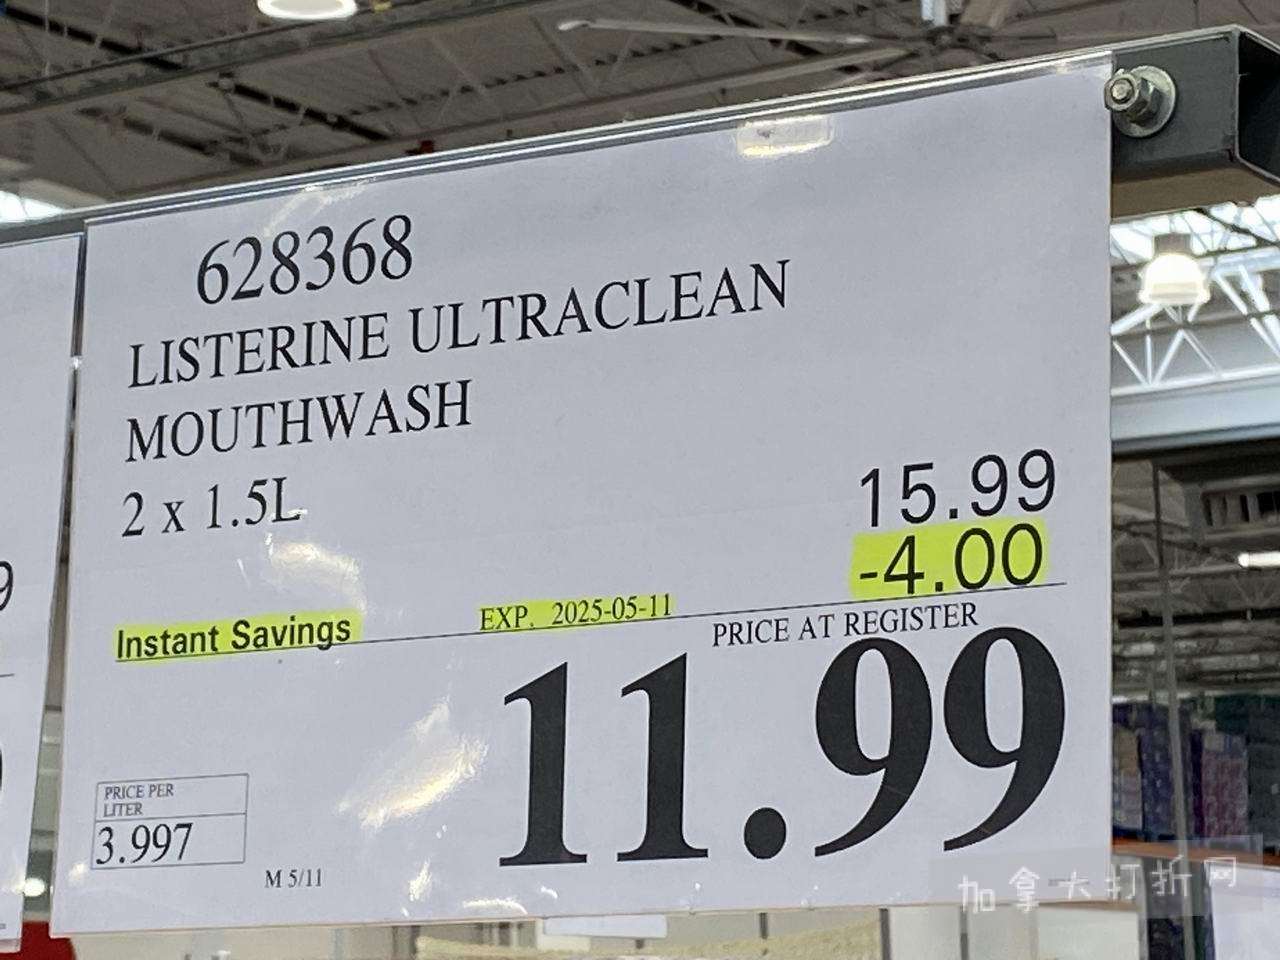 628368
LISTERINE ULTRACLEAN
MOUTHWASH
2 x 1.5L
15.99
-4.00
Instant Savings
EXP. 2025-05-11
PRICE AT REGISTER
11.99
PRICE PER
LITER
3.997
M 5/11
9
加拿大打折网